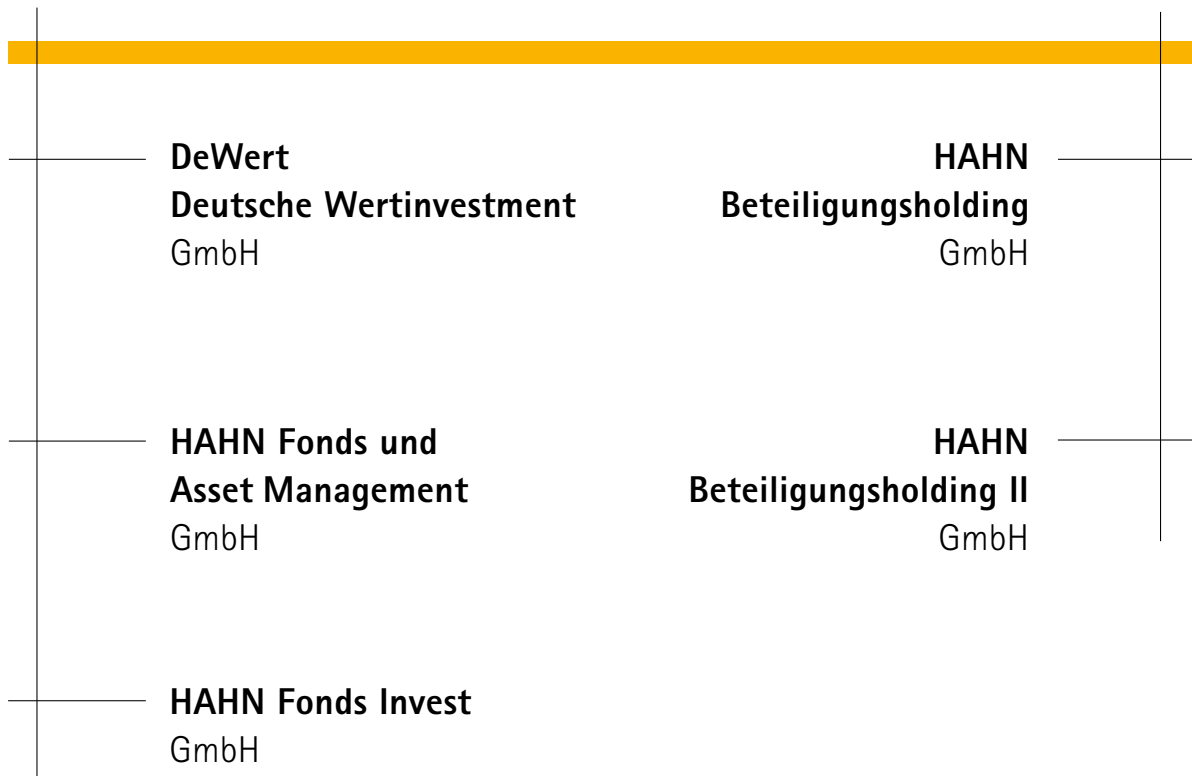 DeWert
Deutsche Wertinvestment
GmbH
HAHN
Beteiligungsholding
GmbH
HAHN Fonds und
Asset Management
GmbH
HAHN
Beteiligungsholding II
GmbH
HAHN Fonds Invest
GmbH